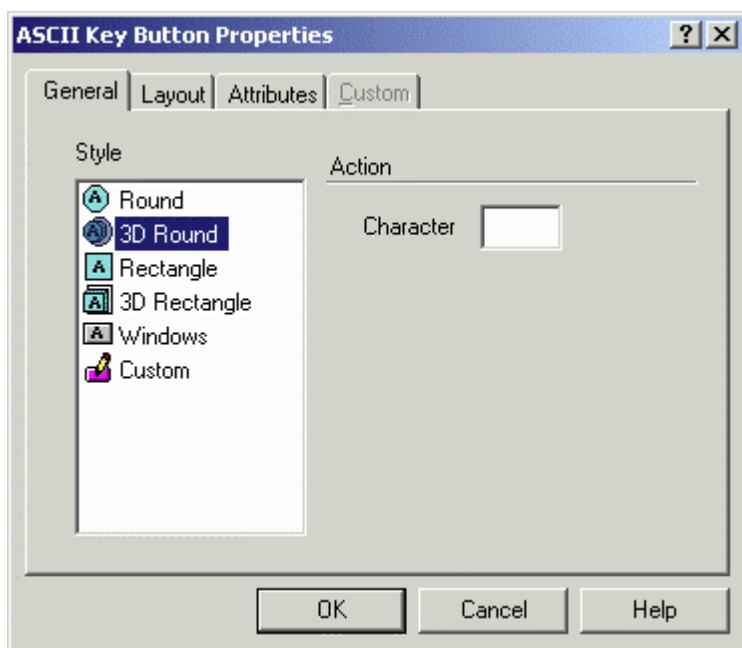 ASCII Key Button Properties
General Layout Attributes Custom
Style
Round
3D Round
Rectangle
3D Rectangle
Windows
Custom
Action
Character
OK Cancel Help